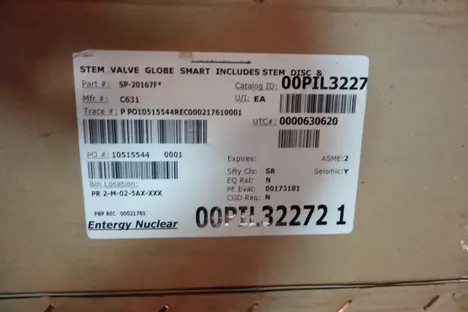 STEM VALVE GLOBE SMART INCLUDES STEM DISC &
Part #: SP-20167F* Catalog ID: 00PIL3227
Mfr #: C631 U/I: EA
Trace #: P PO10515544REC000217610001
UTC#: 0000630620
PO #: 10515544 0001
Expires: ASME: 2
Sfty Cls: SR Seismic: Y
EQ Rel: N
Bin Location: PE Eval: 00173181
PR 2-M-02-5AX-XXX CGD Req: N
PNP REC 00021761
Entergy Nuclear 00PIL32272 1